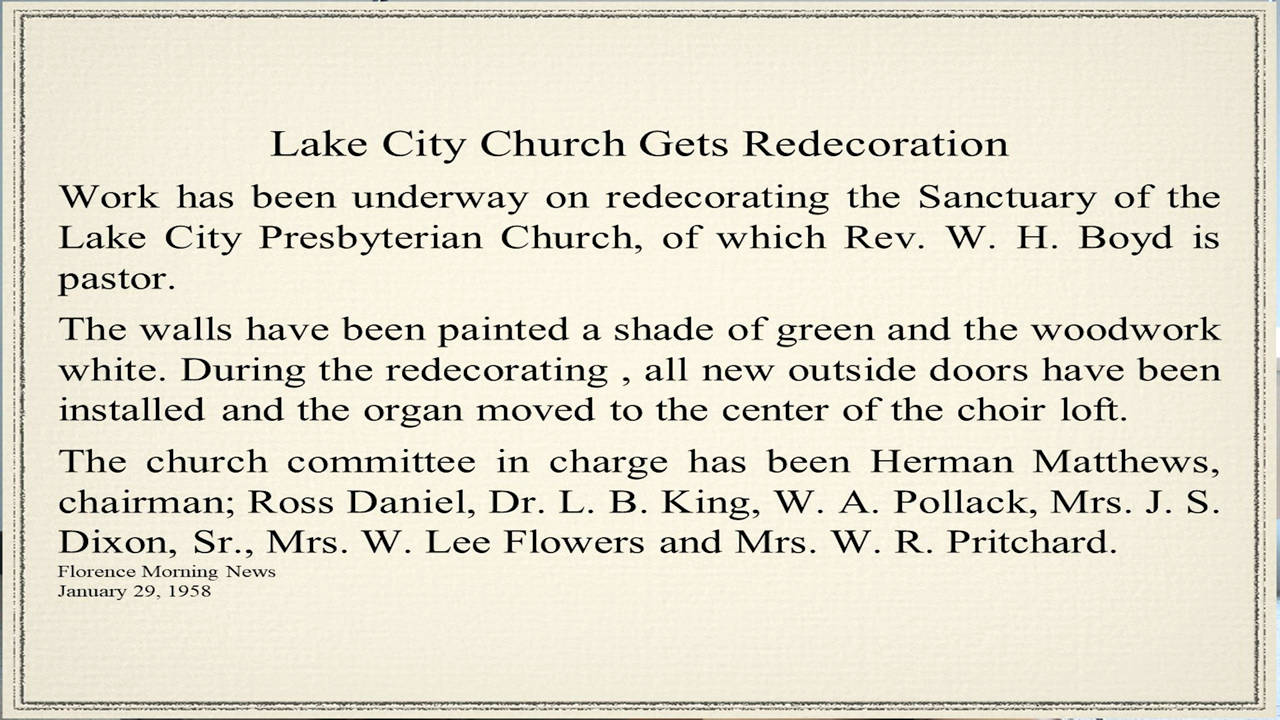 Lake City Church Gets Redecoration
Work has been underway on redecorating the Sanctuary of the
Lake City Presbyterian Church, of which Rev. W. H. Boyd is
pastor.
The walls have been painted a shade of green and the woodwork
white. During the redecorating , all new outside doors have been
installed and the organ moved to the center of the choir loft.
The church committee in charge has been Herman Matthews,
chairman; Ross Daniel, Dr. L. B. King, W. A. Pollack, Mrs. J. S.
Dixon, Sr., Mrs. W. Lee Flowers and Mrs. W. R. Pritchard.
Florence Morning News
January 29, 1958